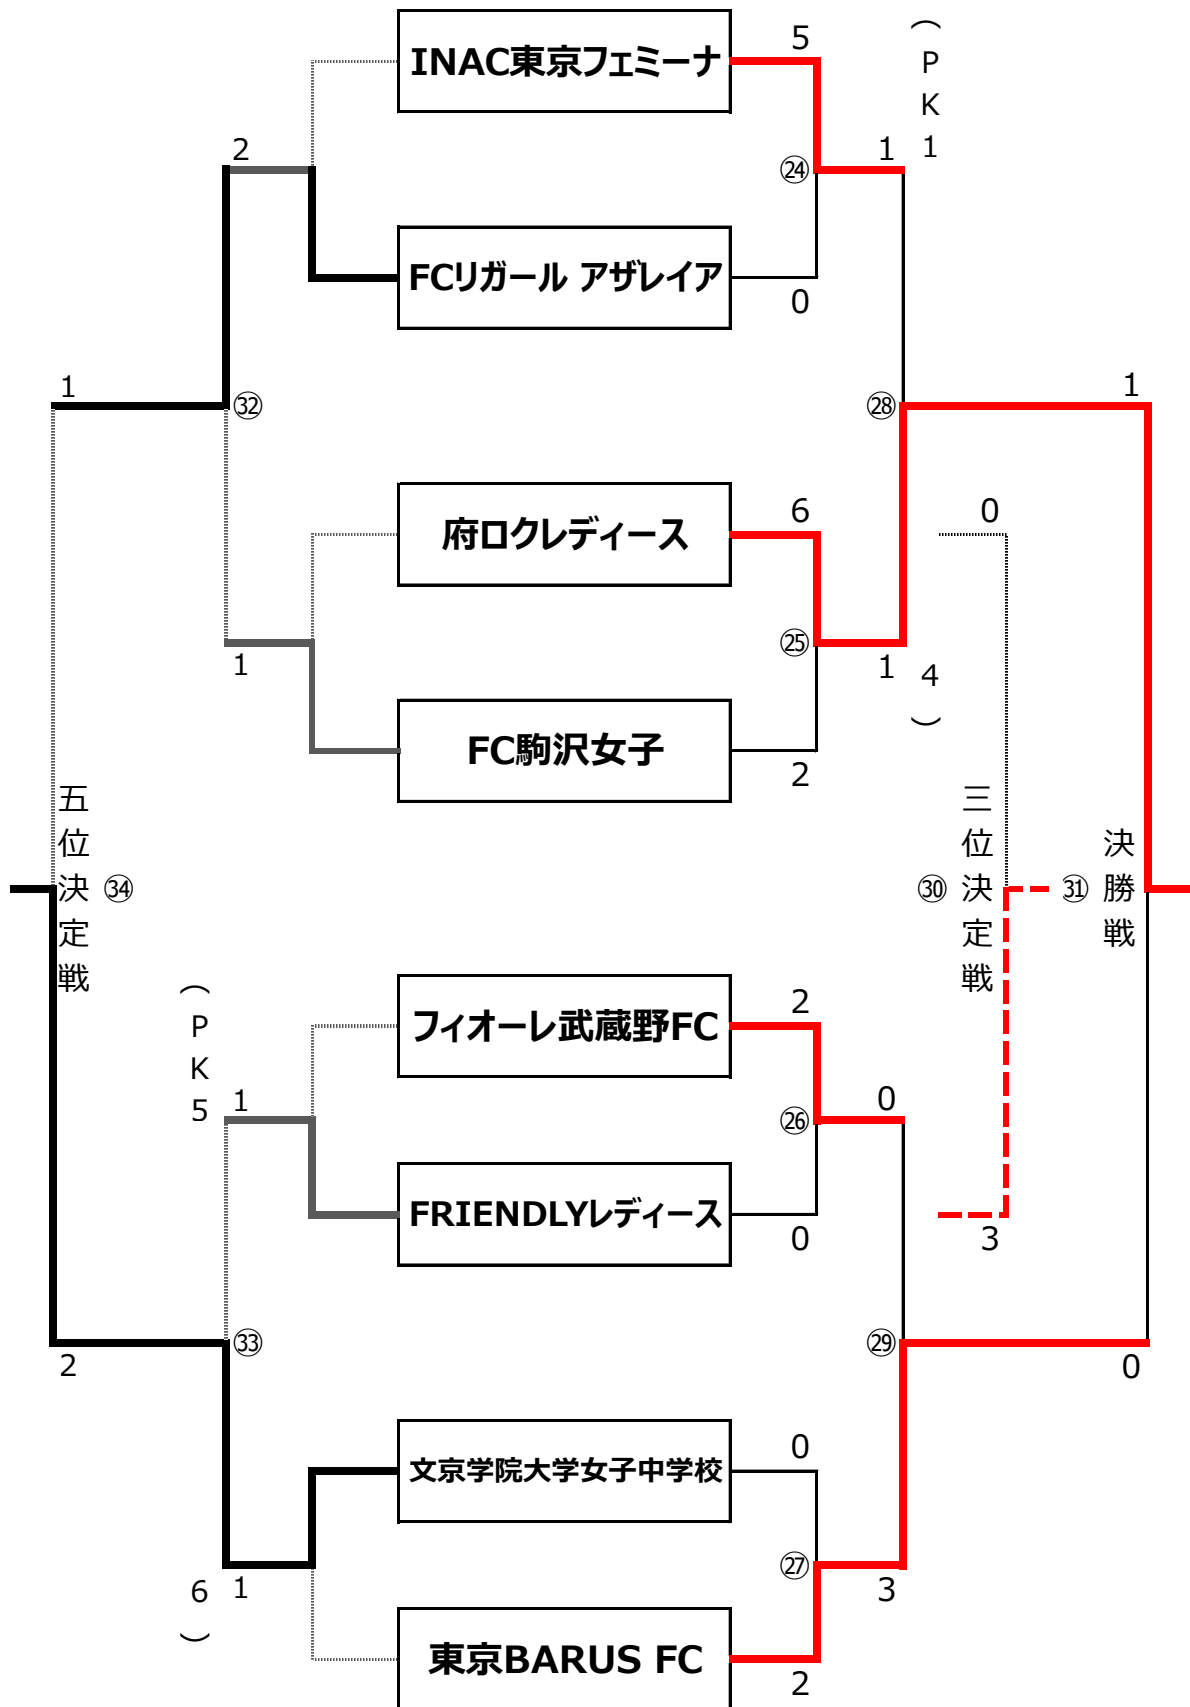 5
INAC東京フェミーナ
（PK1
2
㉔
1
FCリガール アザレイア
0
1
㉜
㉘
1
6
0
府ロクレディース
1
㉕
1
4）
FC駒沢女子
2
五位決定戦
㉞
三位決定戦
㉚
決勝戦
㉛
（PK5
2
フィオーレ武蔵野FC
1
㉖
0
FRIENDLYレディース
0
3
2
㉝
㉙
0
0
文京学院大学女子中学校
6）
1
㉗
3
東京BARUS FC
2